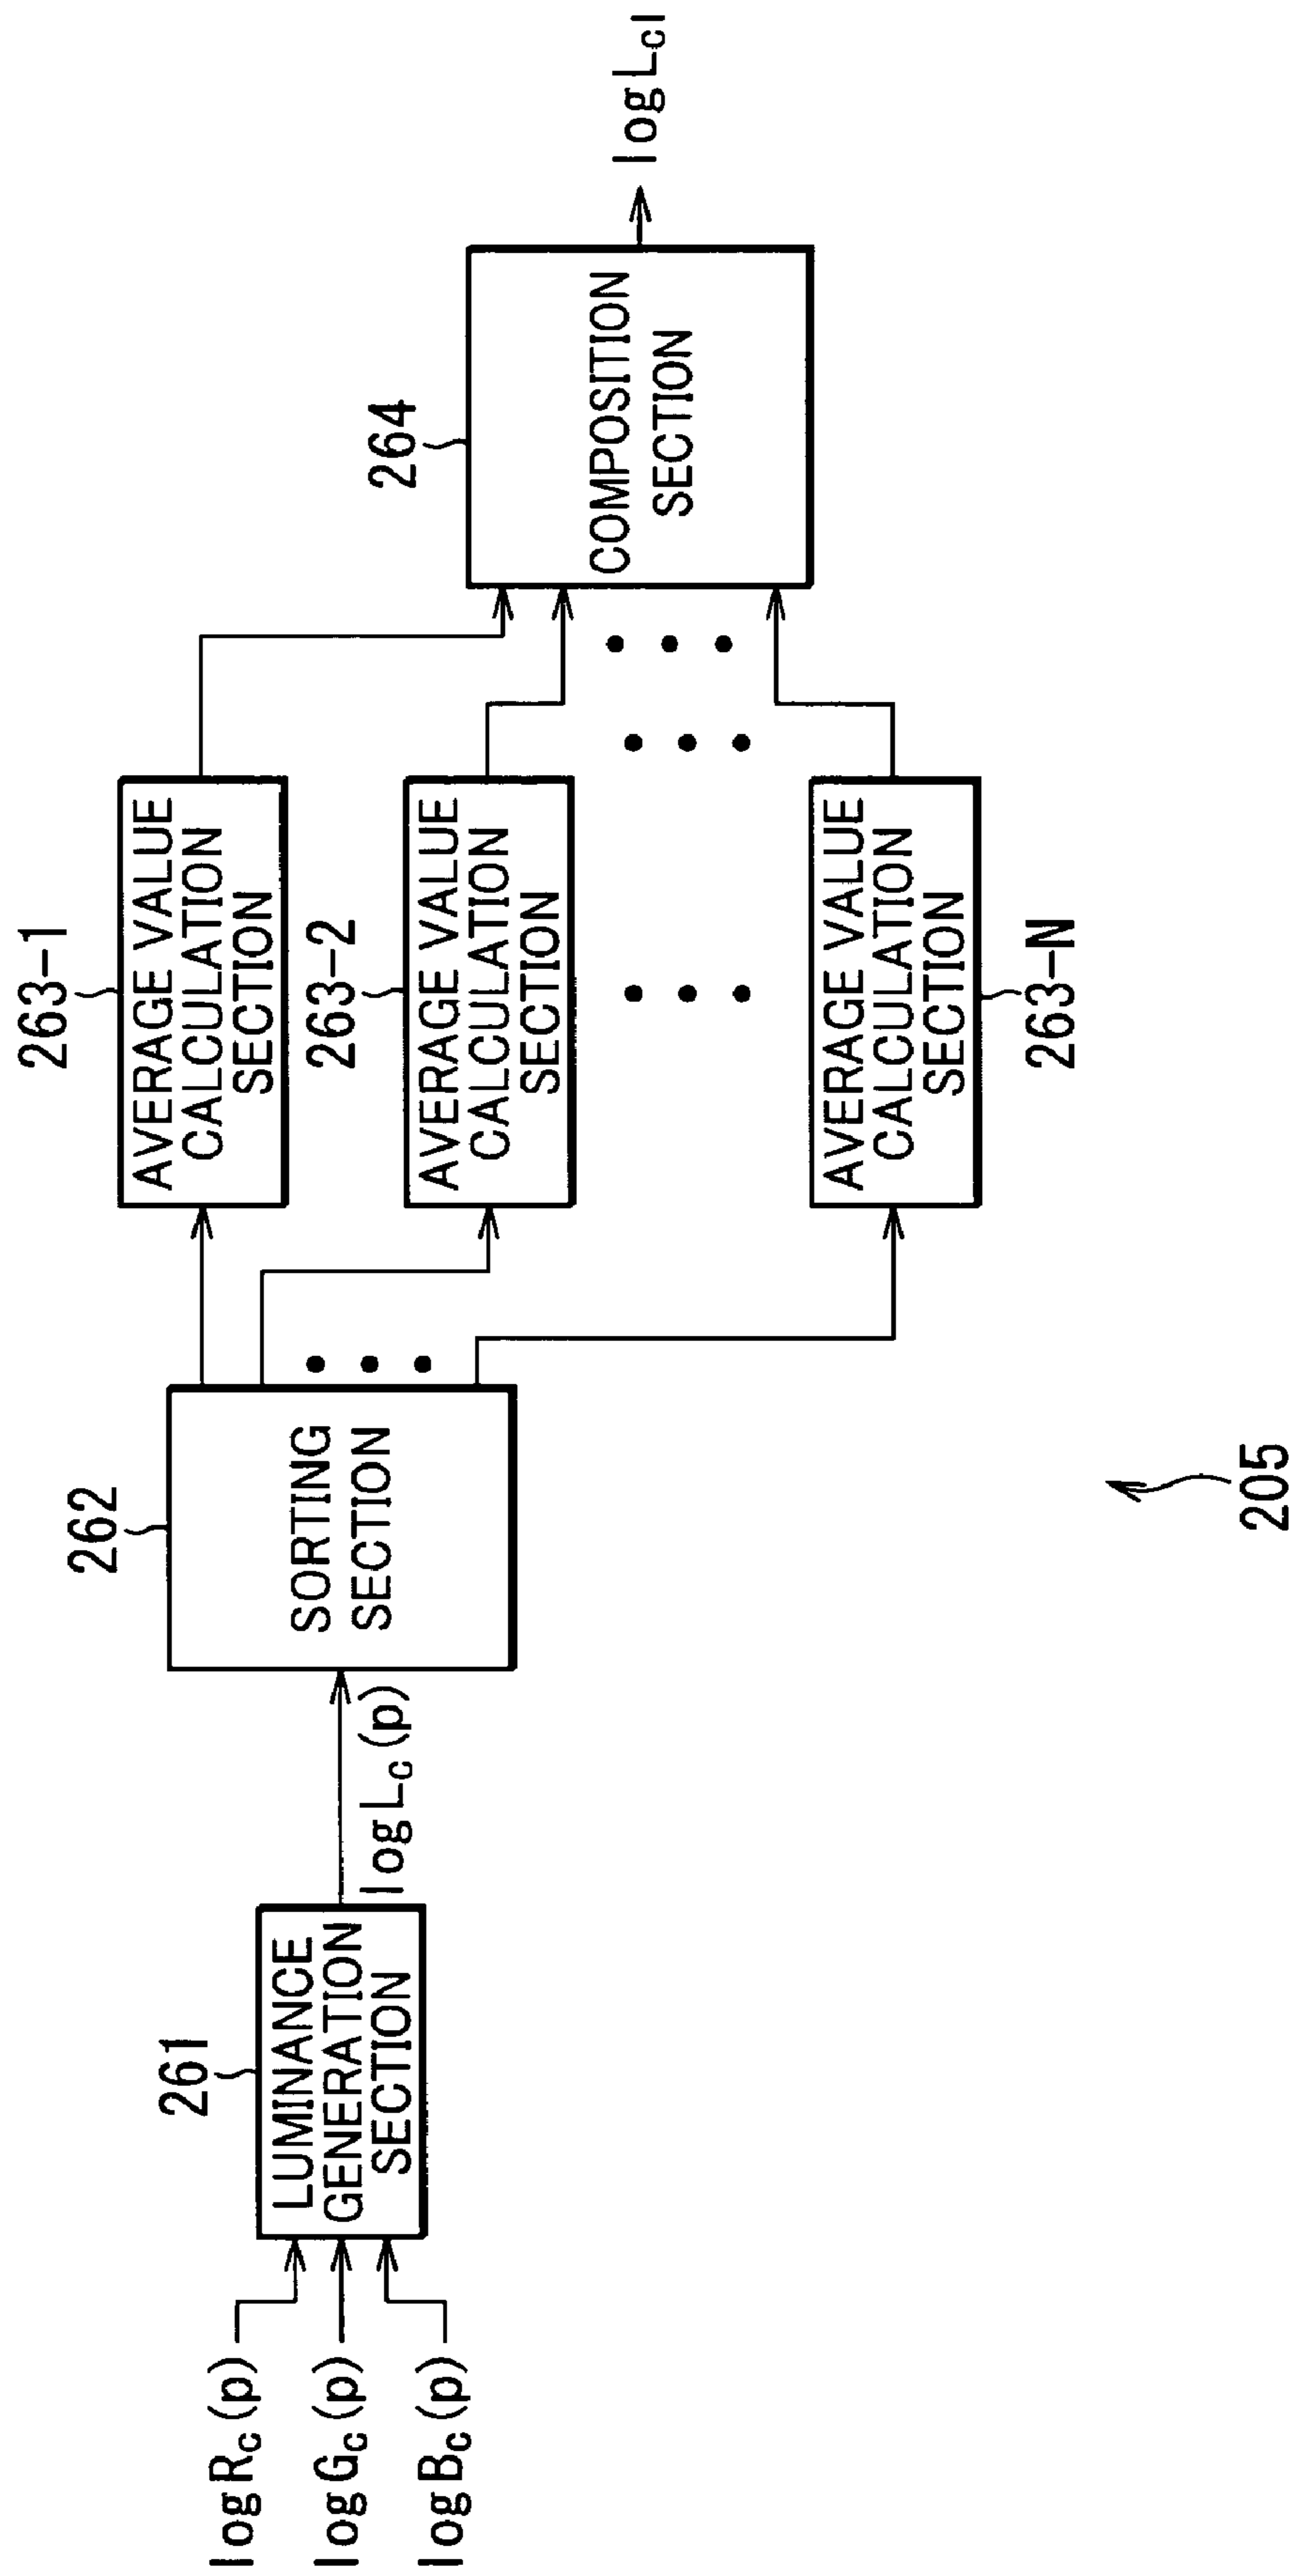 log Rc (p)
log Gc (p)
log Bc (p)
261
LUMINANCE
GENERATION
SECTION
log Lc (p)
262
SORTING
SECTION
263-1
AVERAGE VALUE
CALCULATION
SECTION
263-2
AVERAGE VALUE
CALCULATION
SECTION
AVERAGE VALUE
CALCULATION
SECTION
263-N
264
COMPOSITION
SECTION
log Lcl
205